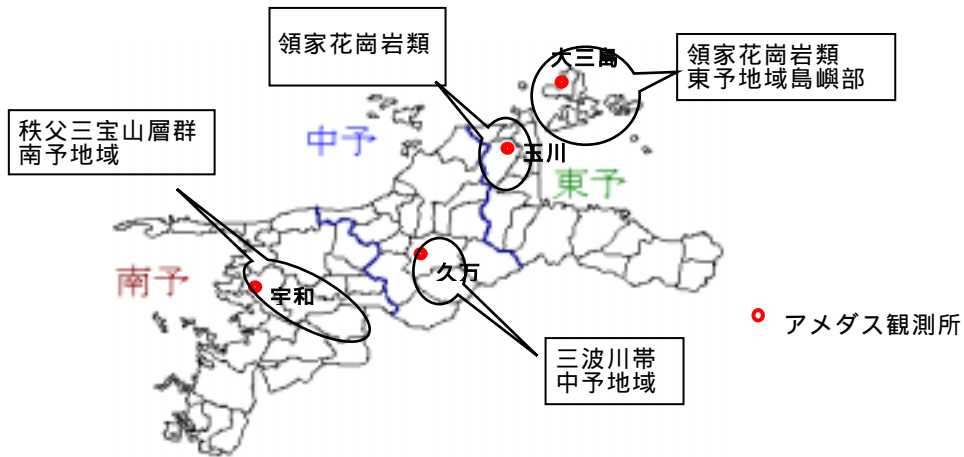 領家花崗岩類
大三島
領家花崗岩類
東予地域島嶼部
秩父三宝山層群
南予地域
中予
玉川
東予
南予
宇和
久万
アメダス観測所
三波川帯
中予地域